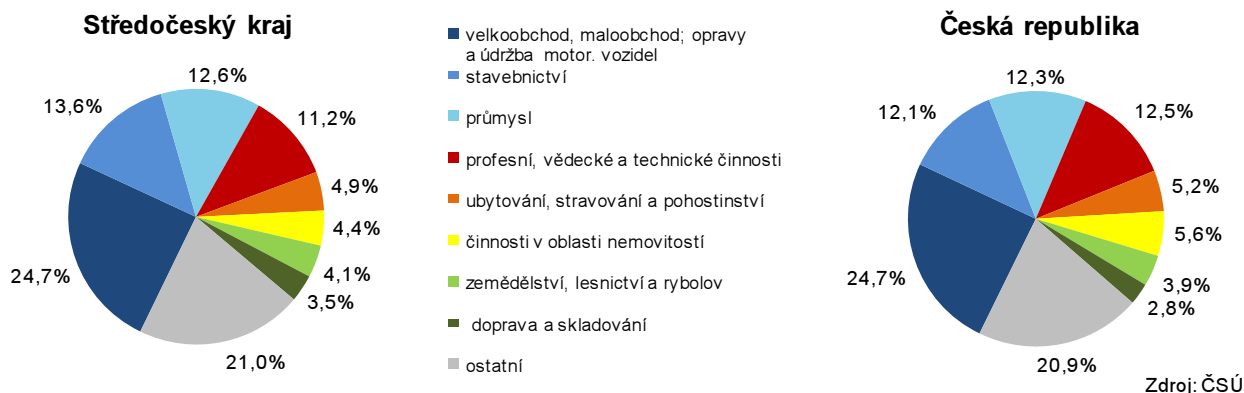 Středočeský kraj
12,6%
13,6%
11,2%
4,9%
4,4%
4,1%
3,5%
24,7%
21,0%
velkoobchod, maloobchod; opravy
a údržba motor. vozidel
stavebnictví
průmysl
profesní, vědecké a technické činnosti
ubytování, stravování a pohostinství
činnosti v oblasti nemovitostí
zemědělství, lesnictví a rybolov
doprava a skladování
ostatní
Česká republika
12,3%
12,1%
12,5%
5,2%
5,6%
3,9%
2,8%
24,7%
20,9%
Zdroj: ČSÚ